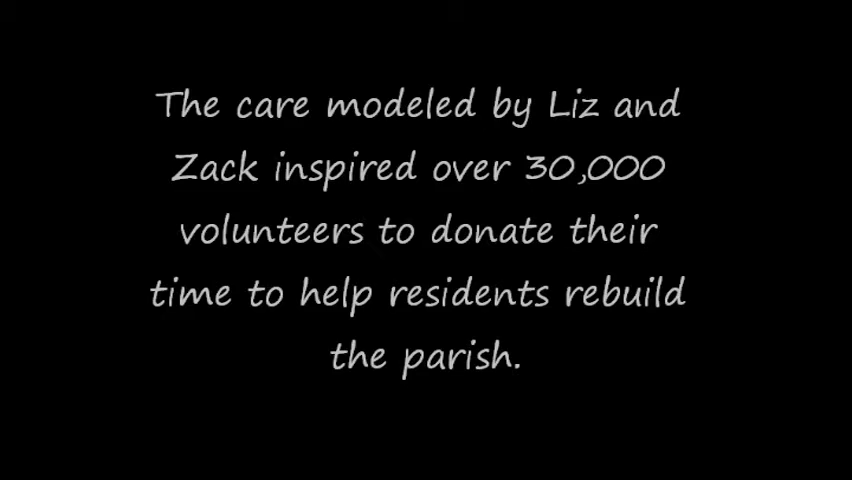 The care modeled by Liz and
Zack inspired over 30,000
volunteers to donate their
time to help residents rebuild
the parish.